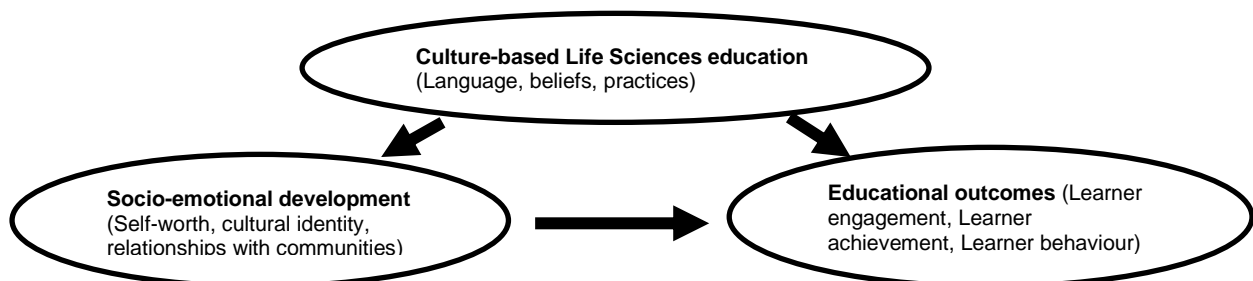 Culture-based Life Sciences education
(Language, beliefs, practices)
Socio-emotional development
(Self-worth, cultural identity,
relationships with communities)
Educational outcomes (Learner
engagement, Learner
achievement, Learner behaviour)